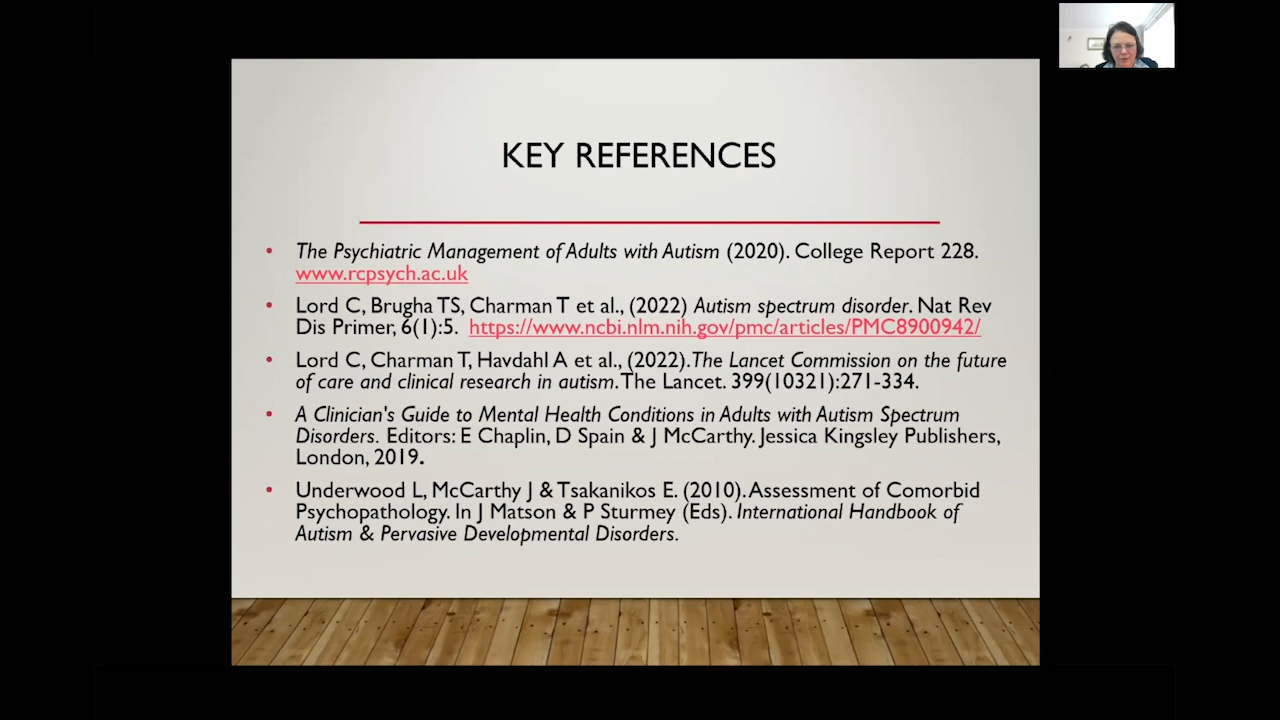 KEY REFERENCES
• The Psychiatric Management of Adults with Autism (2020). College Report 228.
www.rcpsych.ac.uk
• Lord C, Brugha TS, Charman T et al., (2022) Autism spectrum disorder. Nat Rev
Dis Primer, 6(1):5. https://www.ncbi.nlm.nih.gov/pmc/articles/PMC8900942/
• Lord C, Charman T, Havdahl A et al., (2022).The Lancet Commission on the future
of care and clinical research in autism.The Lancet. 399(10321):271-334.
• A Clinician's Guide to Mental Health Conditions in Adults with Autism Spectrum
Disorders. Editors: E Chaplin, D Spain & J McCarthy. Jessica Kingsley Publishers,
London, 2019.
• Underwood L, McCarthy J & Tsakanikos E. (2010). Assessment of Comorbid
Psychopathology. In J Matson & P Sturmey (Eds). International Handbook of
Autism & Pervasive Developmental Disorders.